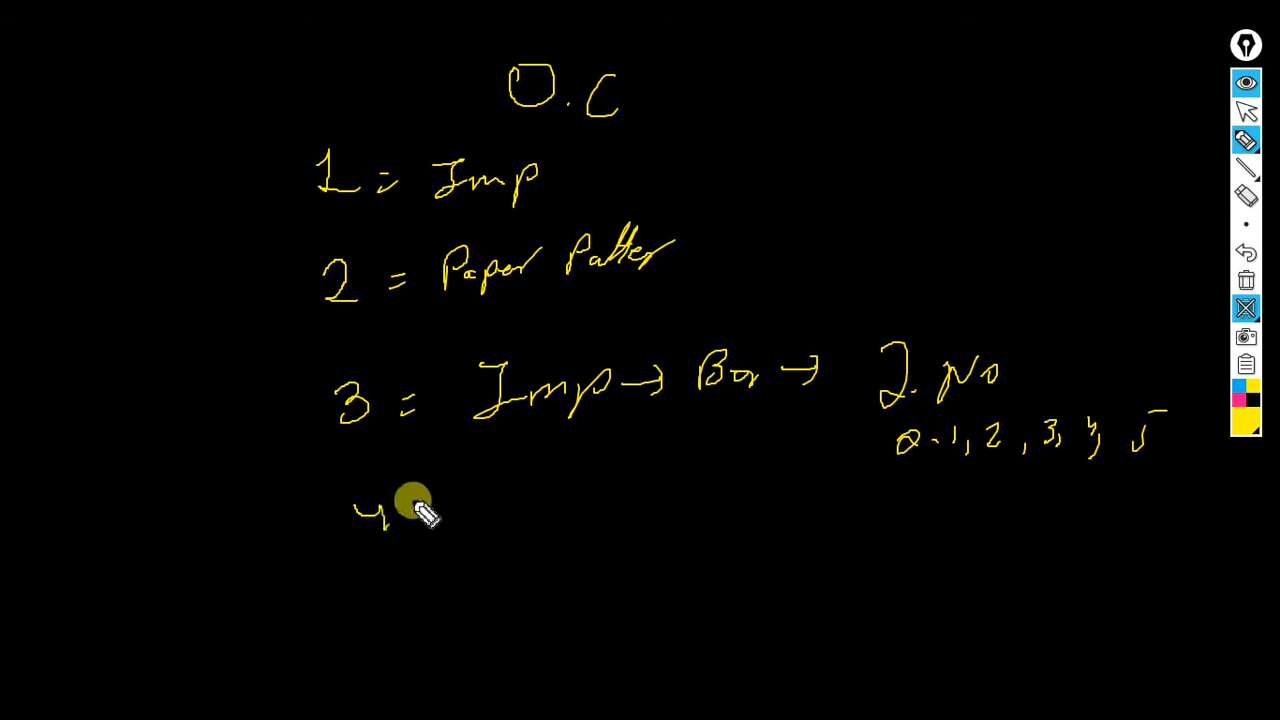 O.C
1 = Imp
2 = Paper Patter
3 = Imp → Box → Q. No
Q. 1, 2, 3, 4, 5
4